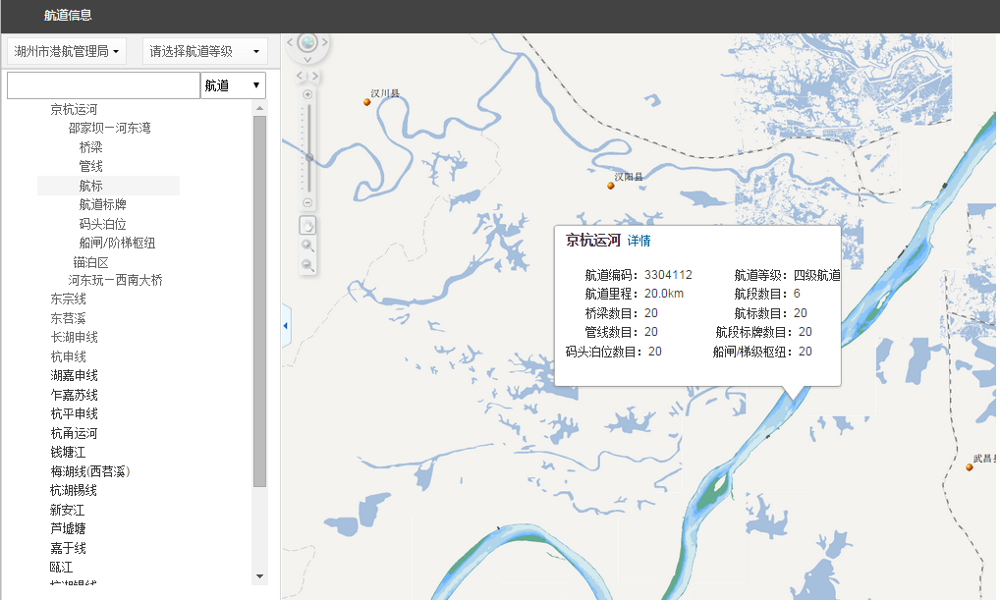 航道信息
湖州市港航管理局
请选择航道等级
航道
京杭运河
邵家坝－河东湾
桥梁
管线
航标
航道标牌
码头泊位
船闸/阶梯枢纽
锚泊区
河东玩－西南大桥
东宗线
东苕溪
长湖申线
杭申线
湖嘉申线
乍嘉苏线
杭平申线
杭甬运河
钱塘江
梅湖线(西苕溪)
杭湖锡线
新安江
芦墟塘
嘉于线
瓯江
杭湖锡线
汉川县
汉阳县
京杭运河 详情
航道编码：3304112 航道等级：四级航道
航道里程：20.0km 航段数目：6
桥梁数目：20 航标数目：20
管线数目：20 航段标牌数目：20
码头泊位数目：20 船闸/梯级枢纽：20
武昌县